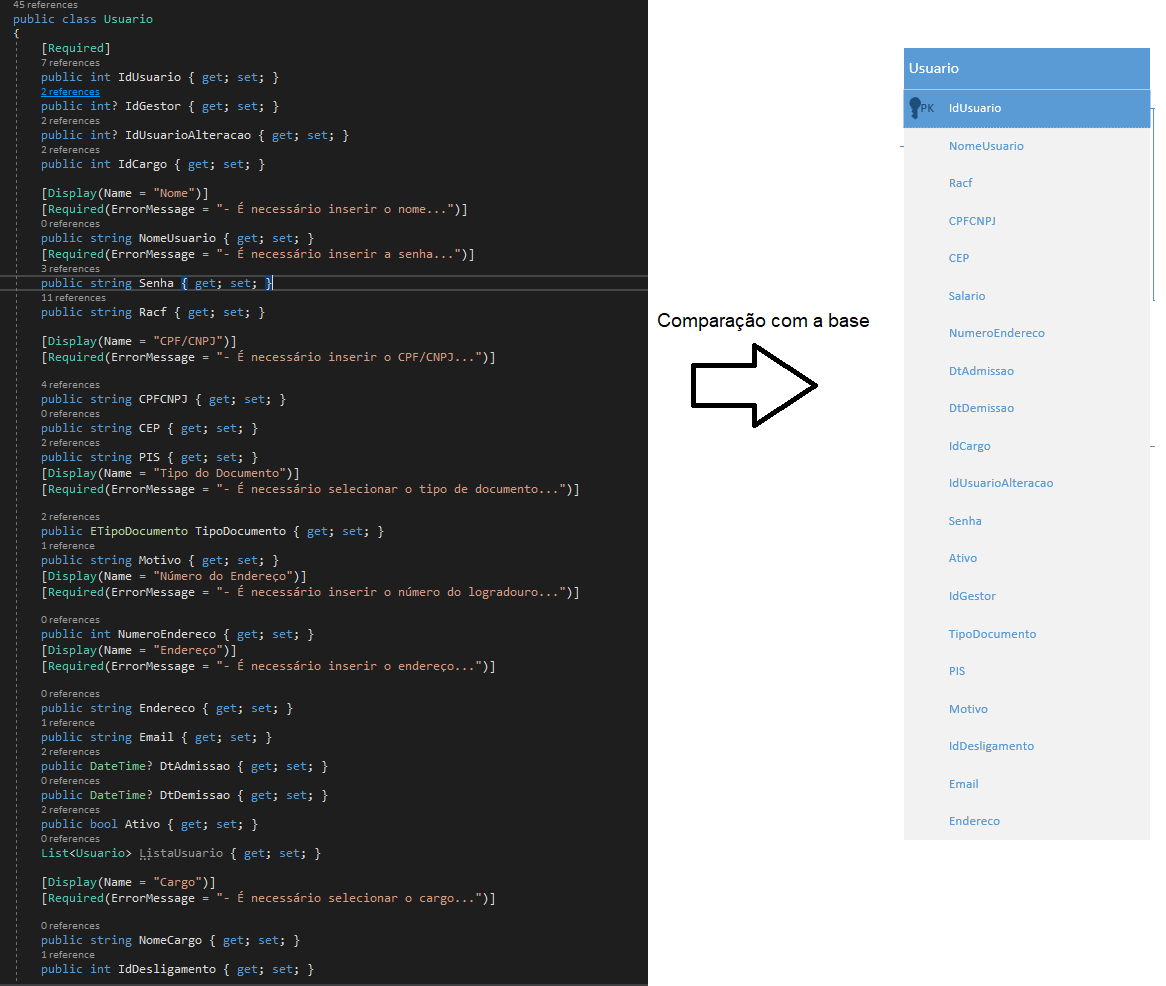 45 references
public class Usuario
{
[Required]
7 references
public int IdUsuario { get; set; }
2 references
public int? IdGestor { get; set; }
2 references
public int? IdUsuarioAlteracao { get; set; }
2 references
public int IdCargo { get; set; }
[Display(Name = "Nome")]
[Required(ErrorMessage = "- É necessário inserir o nome...")]
0 references
public string NomeUsuario { get; set; }
[Required(ErrorMessage = "- É necessário inserir a senha...")]
3 references
public string Senha { get; set; }
11 references
public string Racf { get; set; }
[Display(Name = "CPF/CNPJ")]
[Required(ErrorMessage = "- É necessário inserir o CPF/CNPJ...")]
4 references
public string CPFCNPJ { get; set; }
0 references
public string CEP { get; set; }
2 references
public string PIS { get; set; }
[Display(Name = "Tipo do Documento")]
[Required(ErrorMessage = "- É necessário selecionar o tipo de documento...")]
2 references
public ETipoDocumento TipoDocumento { get; set; }
1 reference
public string Motivo { get; set; }
[Display(Name = "Número do Endereço")]
[Required(ErrorMessage = "- É necessário inserir o número do logradouro...")]
0 references
public int NumeroEndereco { get; set; }
[Display(Name = "Endereço")]
[Required(ErrorMessage = "- É necessário inserir o endereço...")]
0 references
public string Endereco { get; set; }
1 reference
public string Email { get; set; }
2 references
public DateTime? DtAdmissao { get; set; }
0 references
public DateTime? DtDemissao { get; set; }
2 references
public bool Ativo { get; set; }
0 references
List<Usuario> ListaUsuario { get; set; }
[Display(Name = "Cargo")]
[Required(ErrorMessage = "- É necessário selecionar o cargo...")]
0 references
public string NomeCargo { get; set; }
1 reference
public int IdDesligamento { get; set; }
Comparação com a base
Usuario
PK IdUsuario
NomeUsuario
Racf
CPFCNPJ
CEP
Salario
NumeroEndereco
DtAdmissao
DtDemissao
IdCargo
IdUsuarioAlteracao
Senha
Ativo
IdGestor
TipoDocumento
PIS
Motivo
IdDesligamento
Email
Endereco